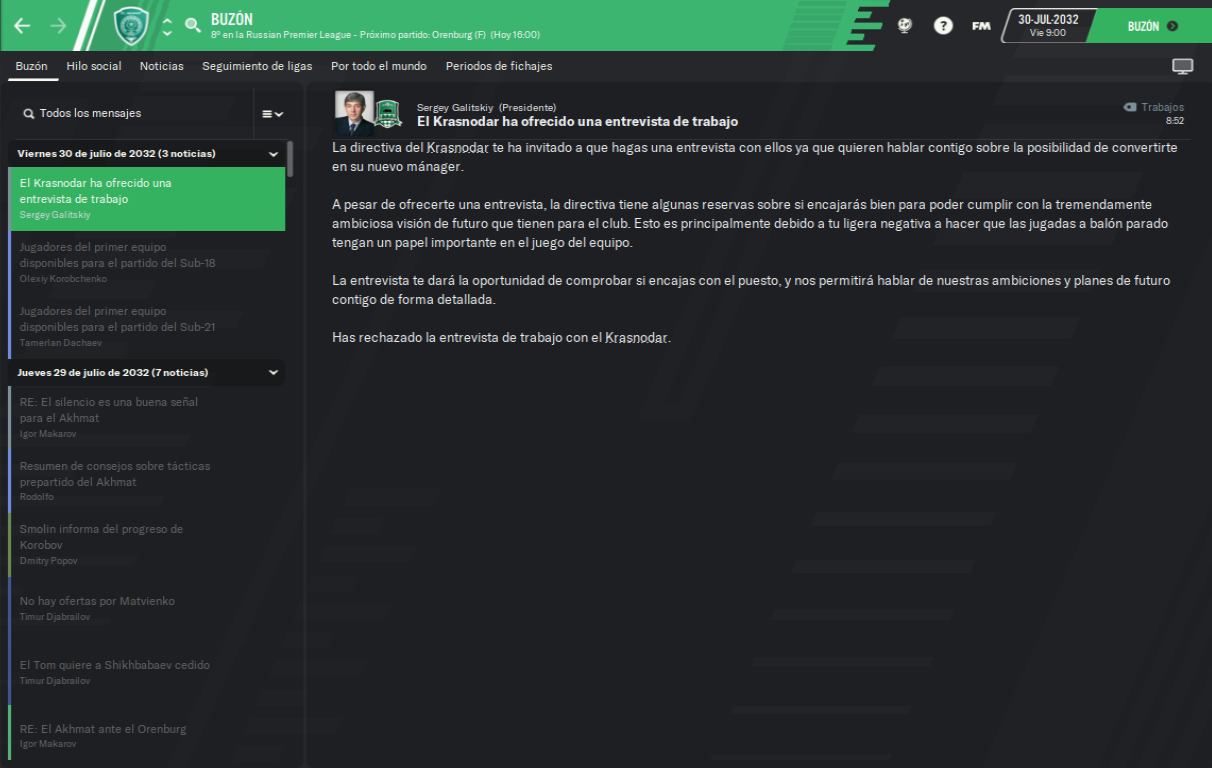 BUZÓN
8º en la Russian Premier League - Próximo partido: Orenburg (F) (Hoy 16:00)
?
FM
30-JUL-2032
Vie 9:00
BUZÓN
Buzón
Hilo social
Noticias
Seguimiento de ligas
Por todo el mundo
Periodos de fichajes
Todos los mensajes
Viernes 30 de julio de 2032 (3 noticias)
El Krasnodar ha ofrecido una
entrevista de trabajo
Sergey Galitskiy
Jugadores del primer equipo
disponibles para el partido del Sub-18
Olexiy Korobchenko
Jugadores del primer equipo
disponibles para el partido del Sub-21
Tamerlan Dachaev
Jueves 29 de julio de 2032 (7 noticias)
RE: El silencio es una buena señal
para el Akhmat
Igor Makarov
Resumen de consejos sobre tácticas
prepartido del Akhmat
Rodolfo
Smolin informa del progreso de
Korobov
Dmitry Popov
No hay ofertas por Matvienko
Timur Djabrailov
El Tom quiere a Shikhbabaev cedido
Timur Djabrailov
RE: El Akhmat ante el Orenburg
Igor Makarov
Sergey Galitskiy (Presidente)
El Krasnodar ha ofrecido una entrevista de trabajo
Trabajos
8:52
La directiva del Krasnodar te ha invitado a que hagas una entrevista con ellos ya que quieren hablar contigo sobre la posibilidad de convertirte
en su nuevo mánager.
A pesar de ofrecerte una entrevista, la directiva tiene algunas reservas sobre si encajarás bien para poder cumplir con la tremendamente
ambiciosa visión de futuro que tienen para el club. Esto es principalmente debido a tu ligera negativa a hacer que las jugadas a balón parado
tengan un papel importante en el juego del equipo.
La entrevista te dará la oportunidad de comprobar si encajas con el puesto, y nos permitirá hablar de nuestras ambiciones y planes de futuro
contigo de forma detallada.
Has rechazado la entrevista de trabajo con el Krasnodar.